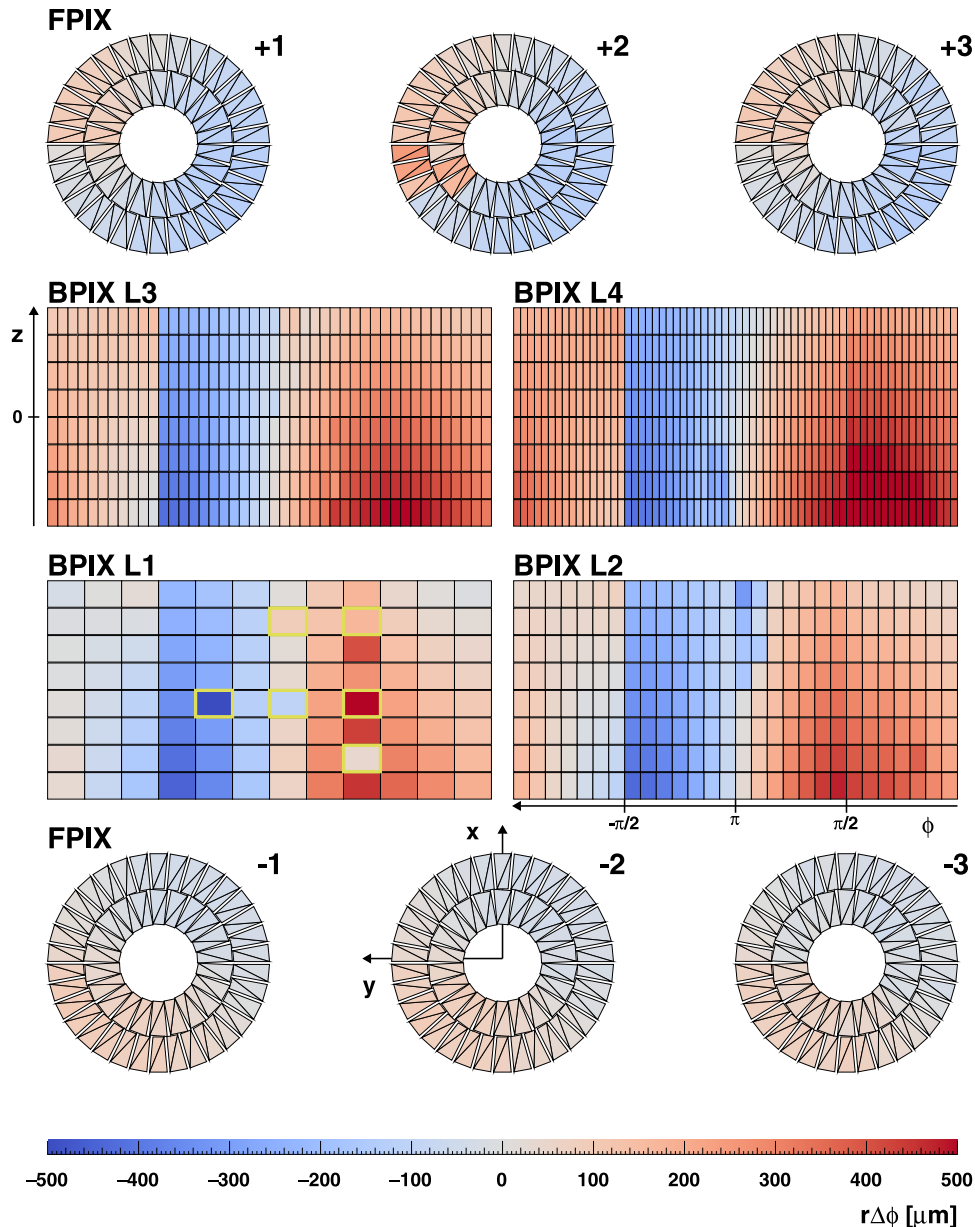 FPIX
+1 +2 +3
BPIX L3 BPIX L4
z
0
BPIX L1 BPIX L2
-π/2 π π/2 ϕ
FPIX
x
-1 -2 -3
y
−500 −400 −300 −200 −100 0 100 200 300 400 500
rΔϕ [μm]